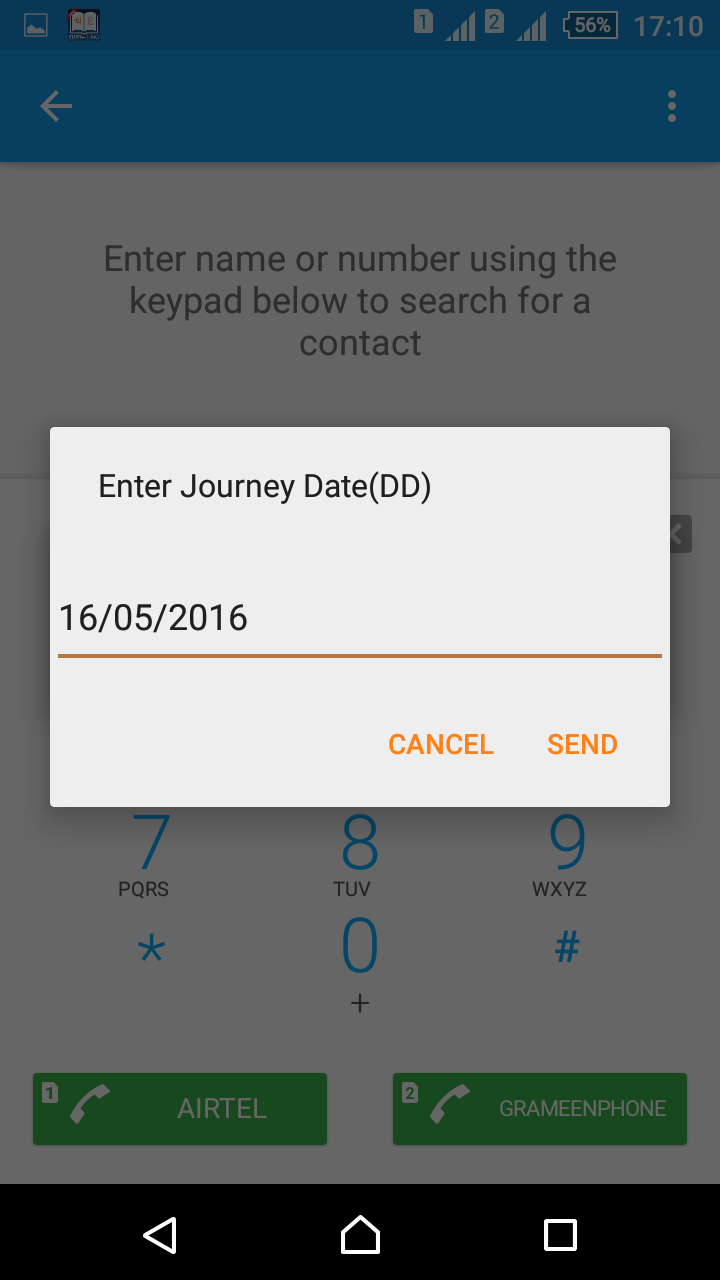 1 2 56% 17:10
Enter name or number using the
keypad below to search for a
contact
Enter Journey Date(DD)
16/05/2016
CANCEL SEND
7 8 9
PQRS TUV WXYZ
* 0 #
+
1 AIRTEL 2 GRAMEENPHONE